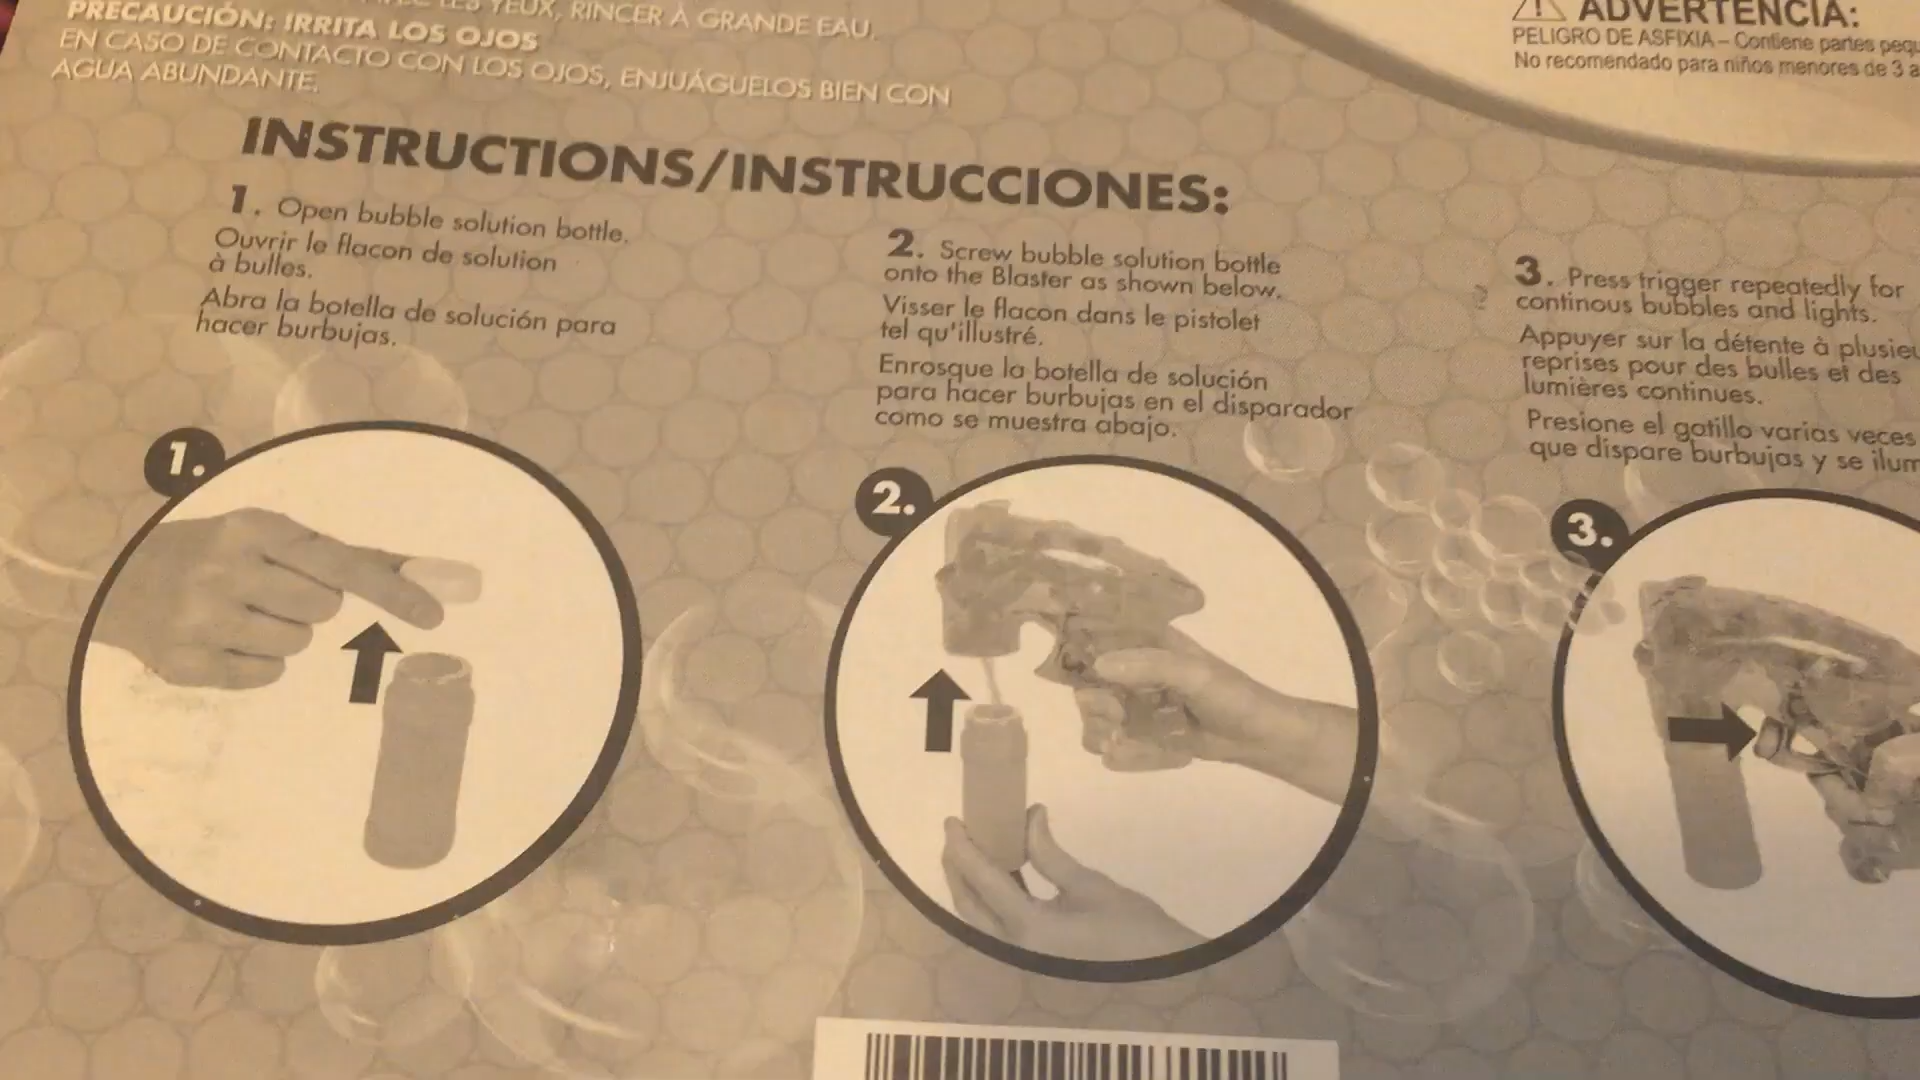 LES YEUX, RINCER À GRANDE EAU.
PRECAUCIÓN: IRRITA LOS OJOS
EN CASO DE CONTACTO CON LOS OJOS, ENJUÁGUELOS BIEN CON
AGUA ABUNDANTE.
ADVERTENCIA:
PELIGRO DE ASFIXIA – Contiene partes
No recomendado para niños menores de 3
INSTRUCTIONS/INSTRUCCIONES:
1. Open bubble solution bottle.
Ouvrir le flacon de solution
à bulles.
Abra la botella de solución para
hacer burbujas.
2. Screw bubble solution bottle
onto the Blaster as shown below.
Visser le flacon dans le pistolet
tel qu'illustré.
Enrosque la botella de solución
para hacer burbujas en el disparador
como se muestra abajo.
3. Press trigger repeatedly for
continous bubbles and lights.
Appuyer sur la détente à
reprises pour des bulles et des
lumières continues.
Presione el gatillo varias veces
que dispare burbujas y se
1.
2.
3.